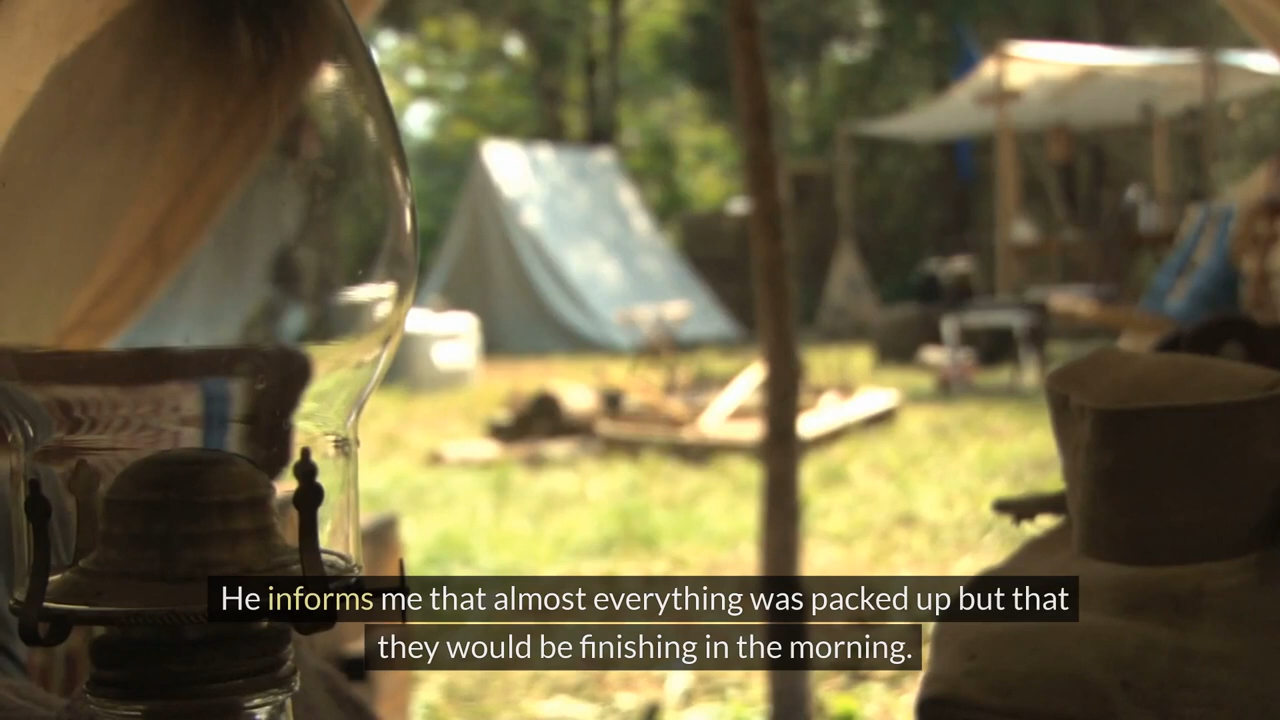 He informs me that almost everything was packed up but that
they would be finishing in the morning.